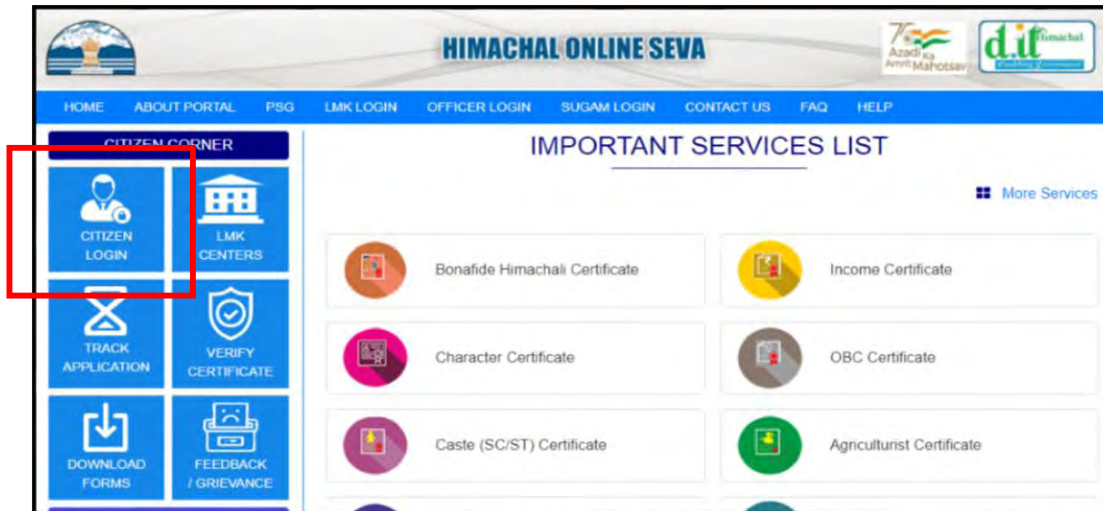 HIMACHAL ONLINE SEVA
Azadi Ka
Amrit Mahotsav
d.it Himachal
HOME ABOUT PORTAL PSG LMK LOGIN OFFICER LOGIN SUGAM LOGIN CONTACT US FAQ HELP
CITIZEN CORNER
CITIZEN
LOGIN
LMK
CENTERS
TRACK
APPLICATION
VERIFY
CERTIFICATE
DOWNLOAD
FORMS
FEEDBACK
/ GRIEVANCE
IMPORTANT SERVICES LIST
More Services
Bonafide Himachali Certificate
Income Certificate
Character Certificate
OBC Certificate
Caste (SC/ST) Certificate
Agriculturist Certificate